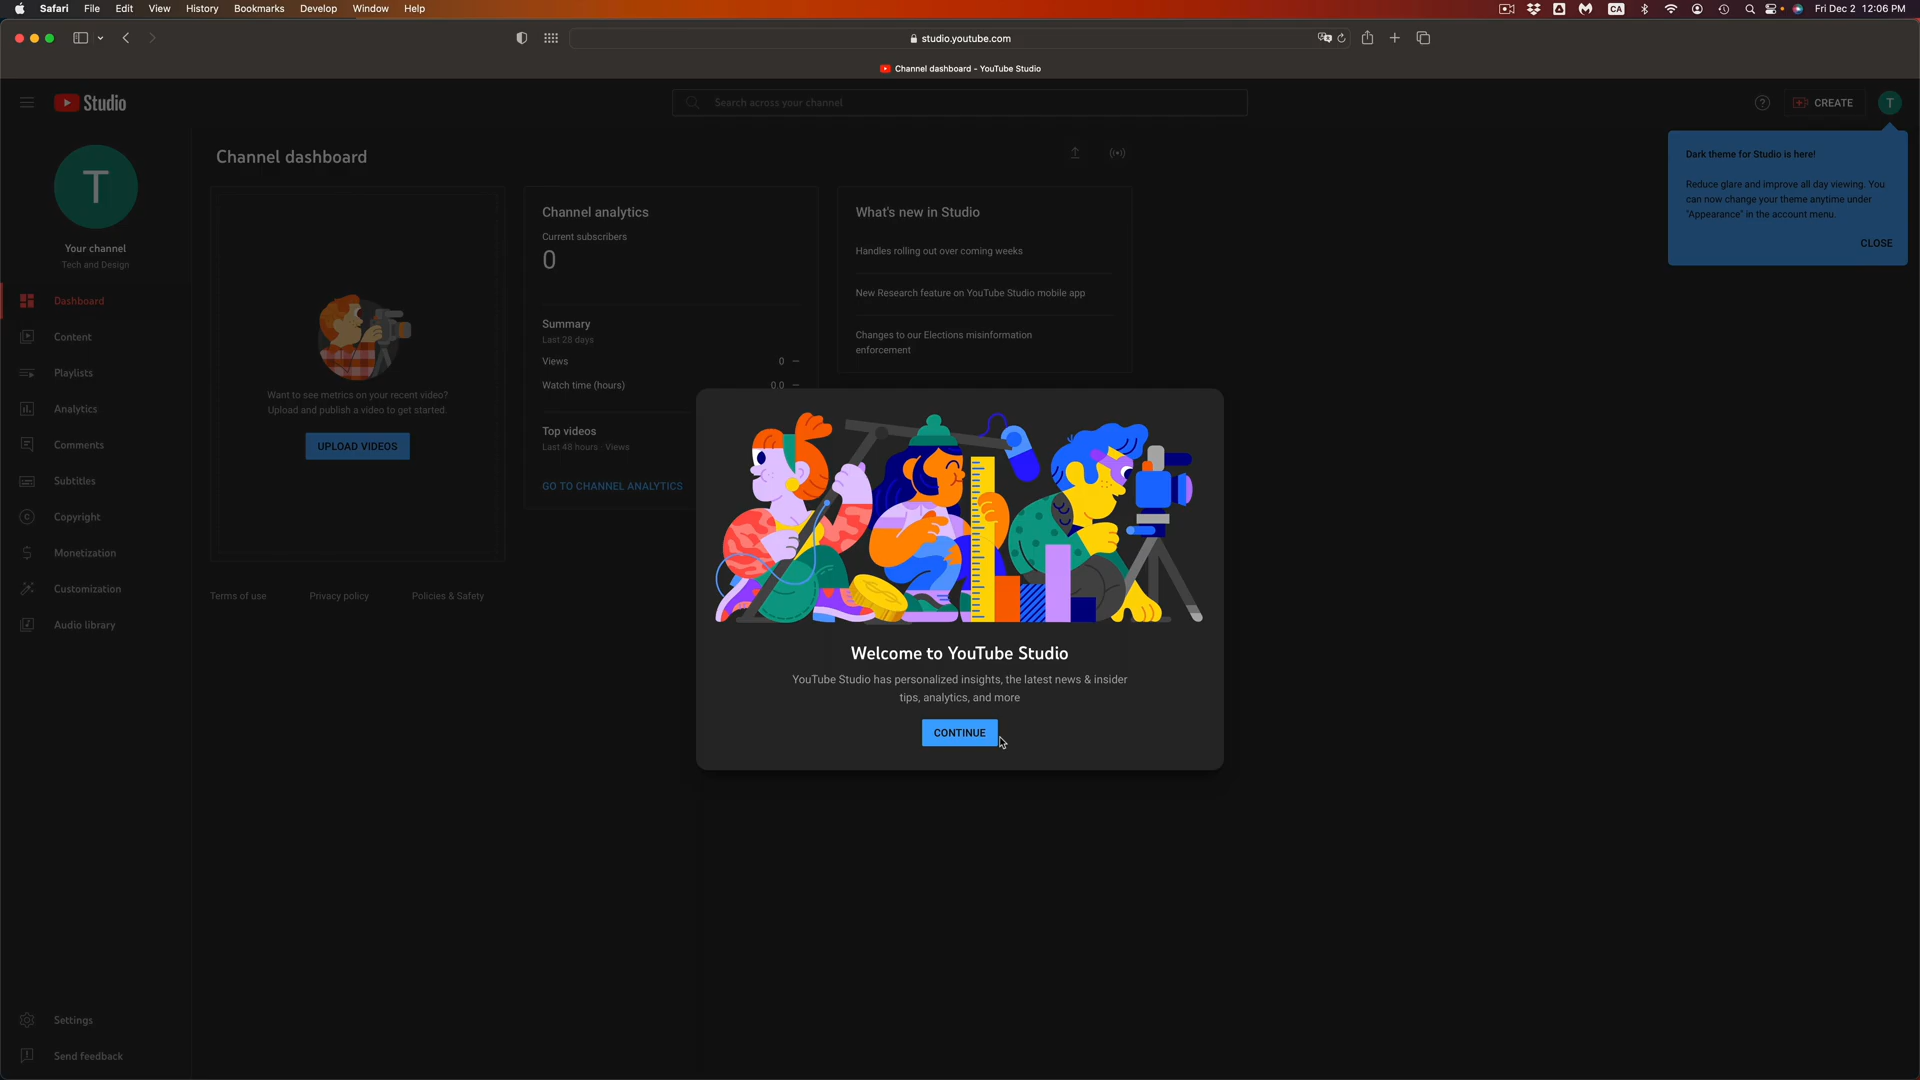 Safari File Edit View History Bookmarks Develop Window Help
CA Fri Dec 2 12:06 PM
studio.youtube.com
Channel dashboard - YouTube Studio
Studio
Search across your channel
CREATE
T
Dark theme for Studio is here!
Reduce glare and improve all day viewing. You
can now change your theme anytime under
"Appearance" in the account menu.
CLOSE
T
Your channel
Tech and Design
Dashboard
Content
Playlists
Analytics
Comments
Subtitles
Copyright
Monetization
Customization
Audio library
Settings
Send feedback
Channel dashboard
Want to see metrics on your recent video?
Upload and publish a video to get started.
UPLOAD VIDEOS
Channel analytics
Current subscribers
0
Summary
Last 28 days
Views 0 —
Watch time (hours) 0.0 —
Top videos
Last 48 hours · Views
GO TO CHANNEL ANALYTICS
What's new in Studio
Handles rolling out over coming weeks
New Research feature on YouTube Studio mobile app
Changes to our Elections misinformation
enforcement
Terms of use Privacy policy Policies & Safety
Welcome to YouTube Studio
YouTube Studio has personalized insights, the latest news & insider
tips, analytics, and more
CONTINUE